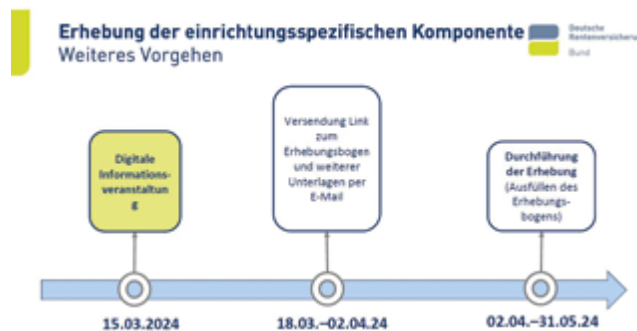 Erhebung der einrichtungsspezifischen Komponente
Weiteres Vorgehen
Deutsche
Rentenversicheru
Bund
Digitale
Informations-
veranstaltun
g
Versendung Link
zum
Erhebungsbogen
und weiterer
Unterlagen per
E-Mail
Durchführung
der Erhebung
(Ausfüllen des
Erhebungs-
bogens)
15.03.2024
18.03.–02.04.24
02.04.–31.05.24